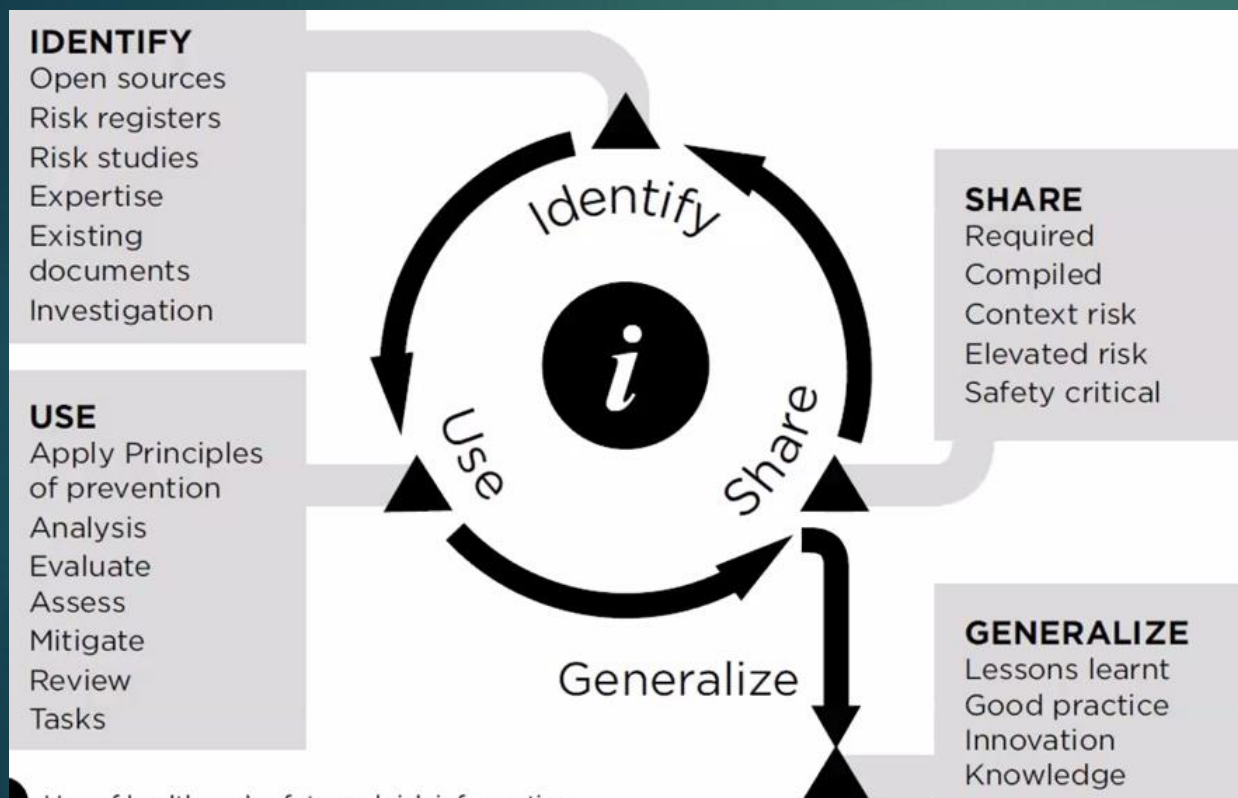 IDENTIFY
Open sources
Risk registers
Risk studies
Expertise
Existing
documents
Investigation
USE
Apply Principles
of prevention
Analysis
Evaluate
Assess
Mitigate
Review
Tasks
Identify
i
Use
Share
Generalize
SHARE
Required
Compiled
Context risk
Elevated risk
Safety critical
GENERALIZE
Lessons learnt
Good practice
Innovation
Knowledge